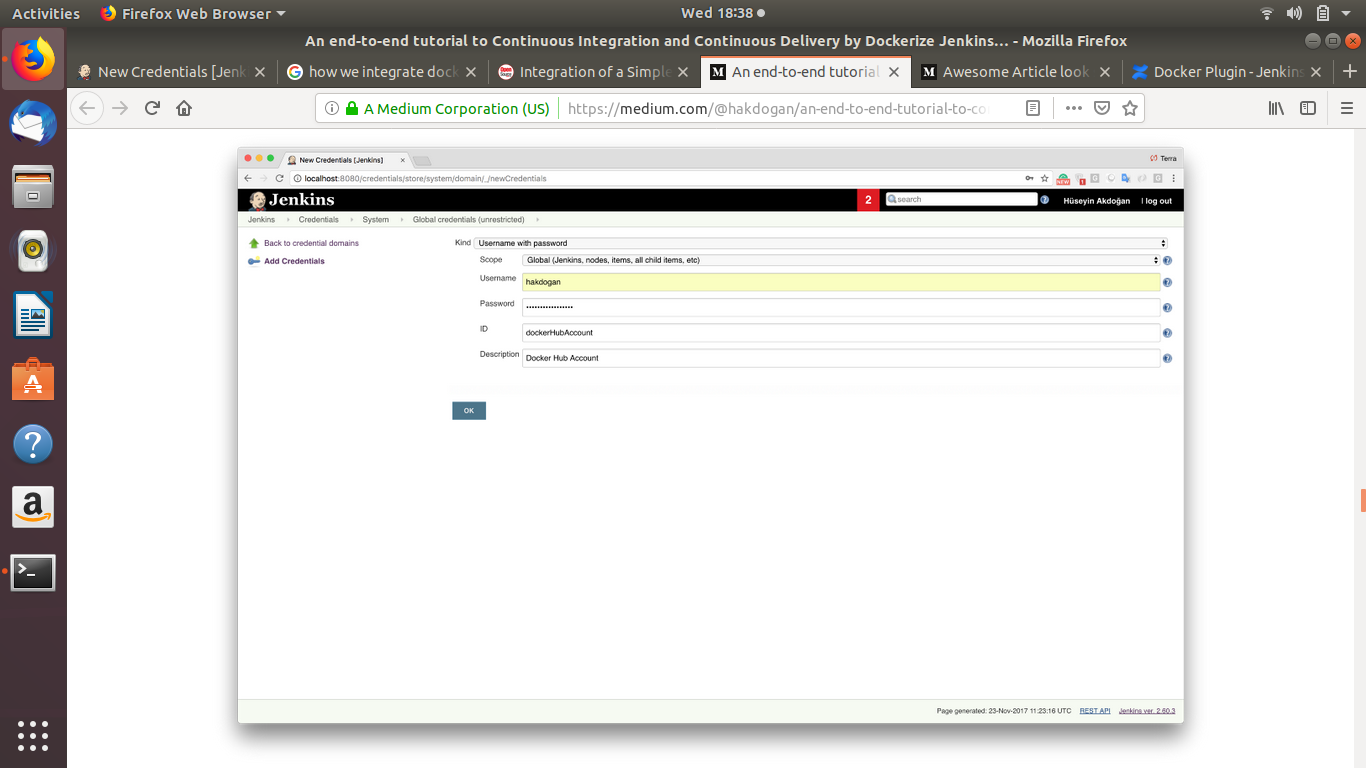 Activities Firefox Web Browser Wed 18:38
An end-to-end tutorial to Continuous Integration and Continuous Delivery by Dockerize Jenkins… - Mozilla Firefox
New Credentials [Jenk how we integrate dock Integration of a Simple An end-to-end tutorial Awesome Article look Docker Plugin - Jenkins
A Medium Corporation (US) https://medium.com/@hakdogan/an-end-to-end-tutorial-to-co
New Credentials [Jenkins] Terra
localhost:8080/credentials/store/system/domain/_/newCredentials
Jenkins 2 search Hüseyin Akdoğan | log out
Jenkins Credentials System Global credentials (unrestricted)
Back to credential domains
Add Credentials
Kind Username with password
Scope Global (Jenkins, nodes, items, all child items, etc)
Username hakdogan
Password ••••••••••••••••
ID dockerHubAccount
Description Docker Hub Account
OK
Page generated: 23-Nov-2017 11:23:16 UTC REST API Jenkins ver. 2.60.3